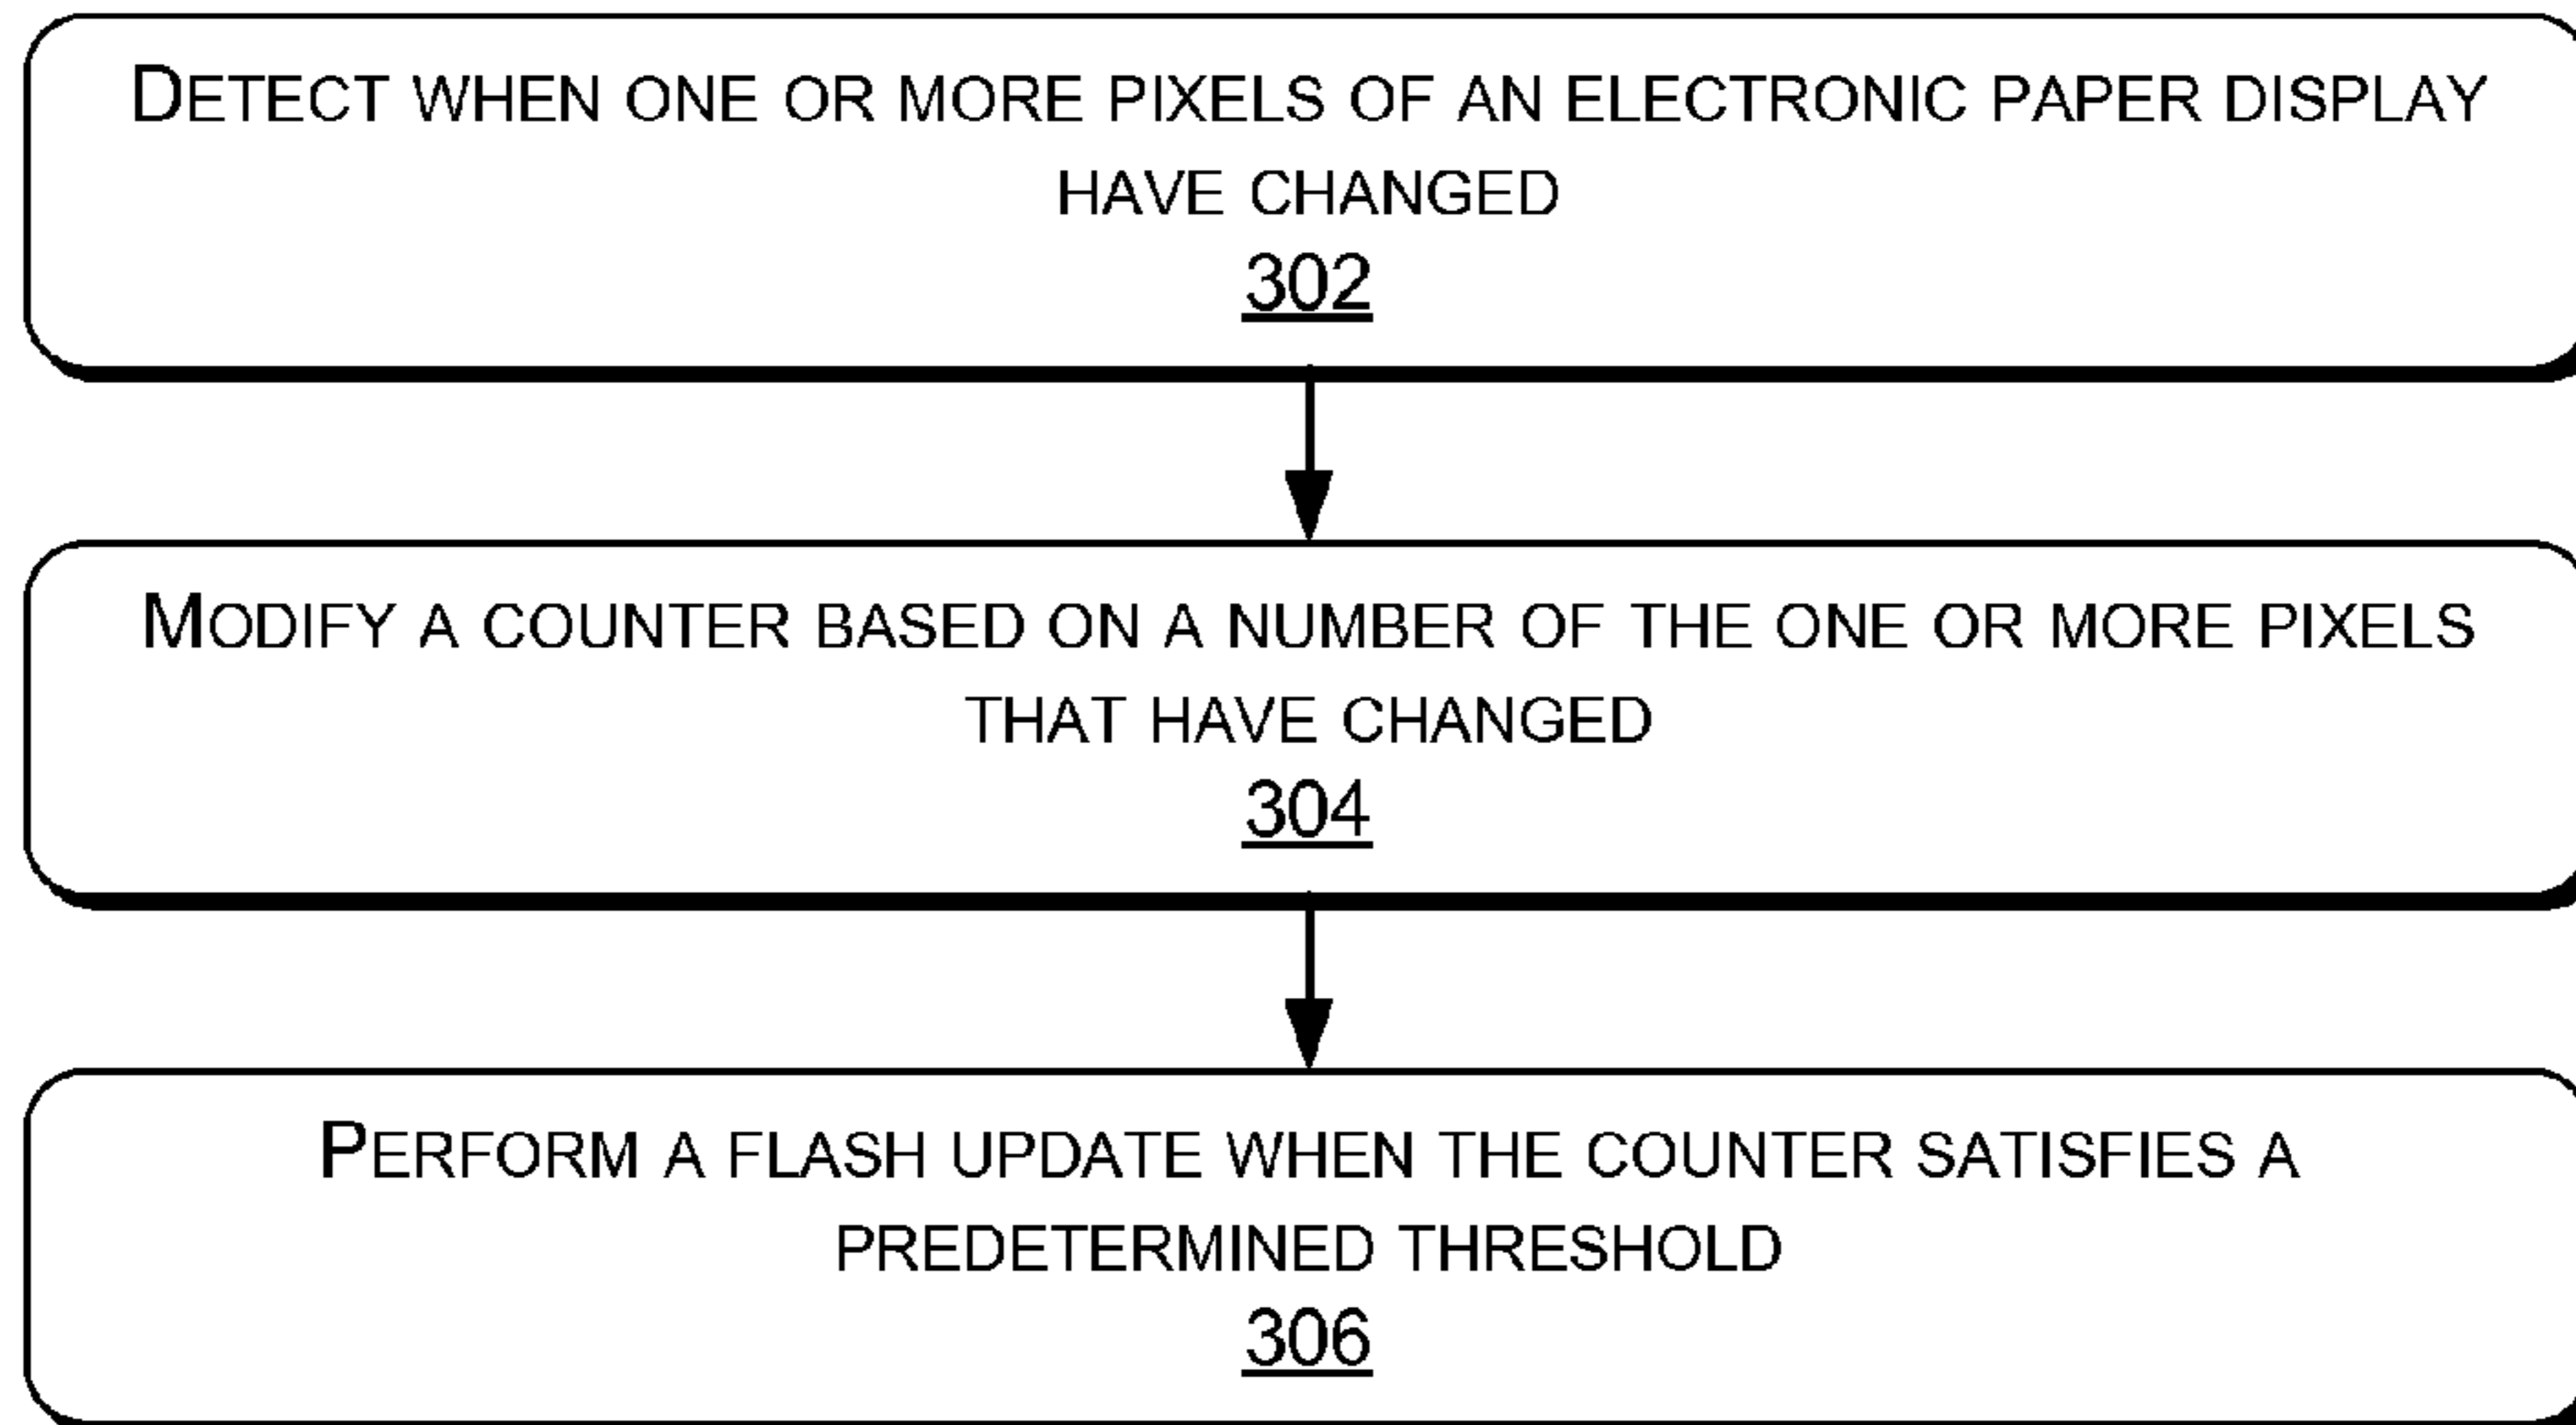 DETECT WHEN ONE OR MORE PIXELS OF AN ELECTRONIC PAPER DISPLAY
HAVE CHANGED
302
MODIFY A COUNTER BASED ON A NUMBER OF THE ONE OR MORE PIXELS
THAT HAVE CHANGED
304
PERFORM A FLASH UPDATE WHEN THE COUNTER SATISFIES A
PREDETERMINED THRESHOLD
306